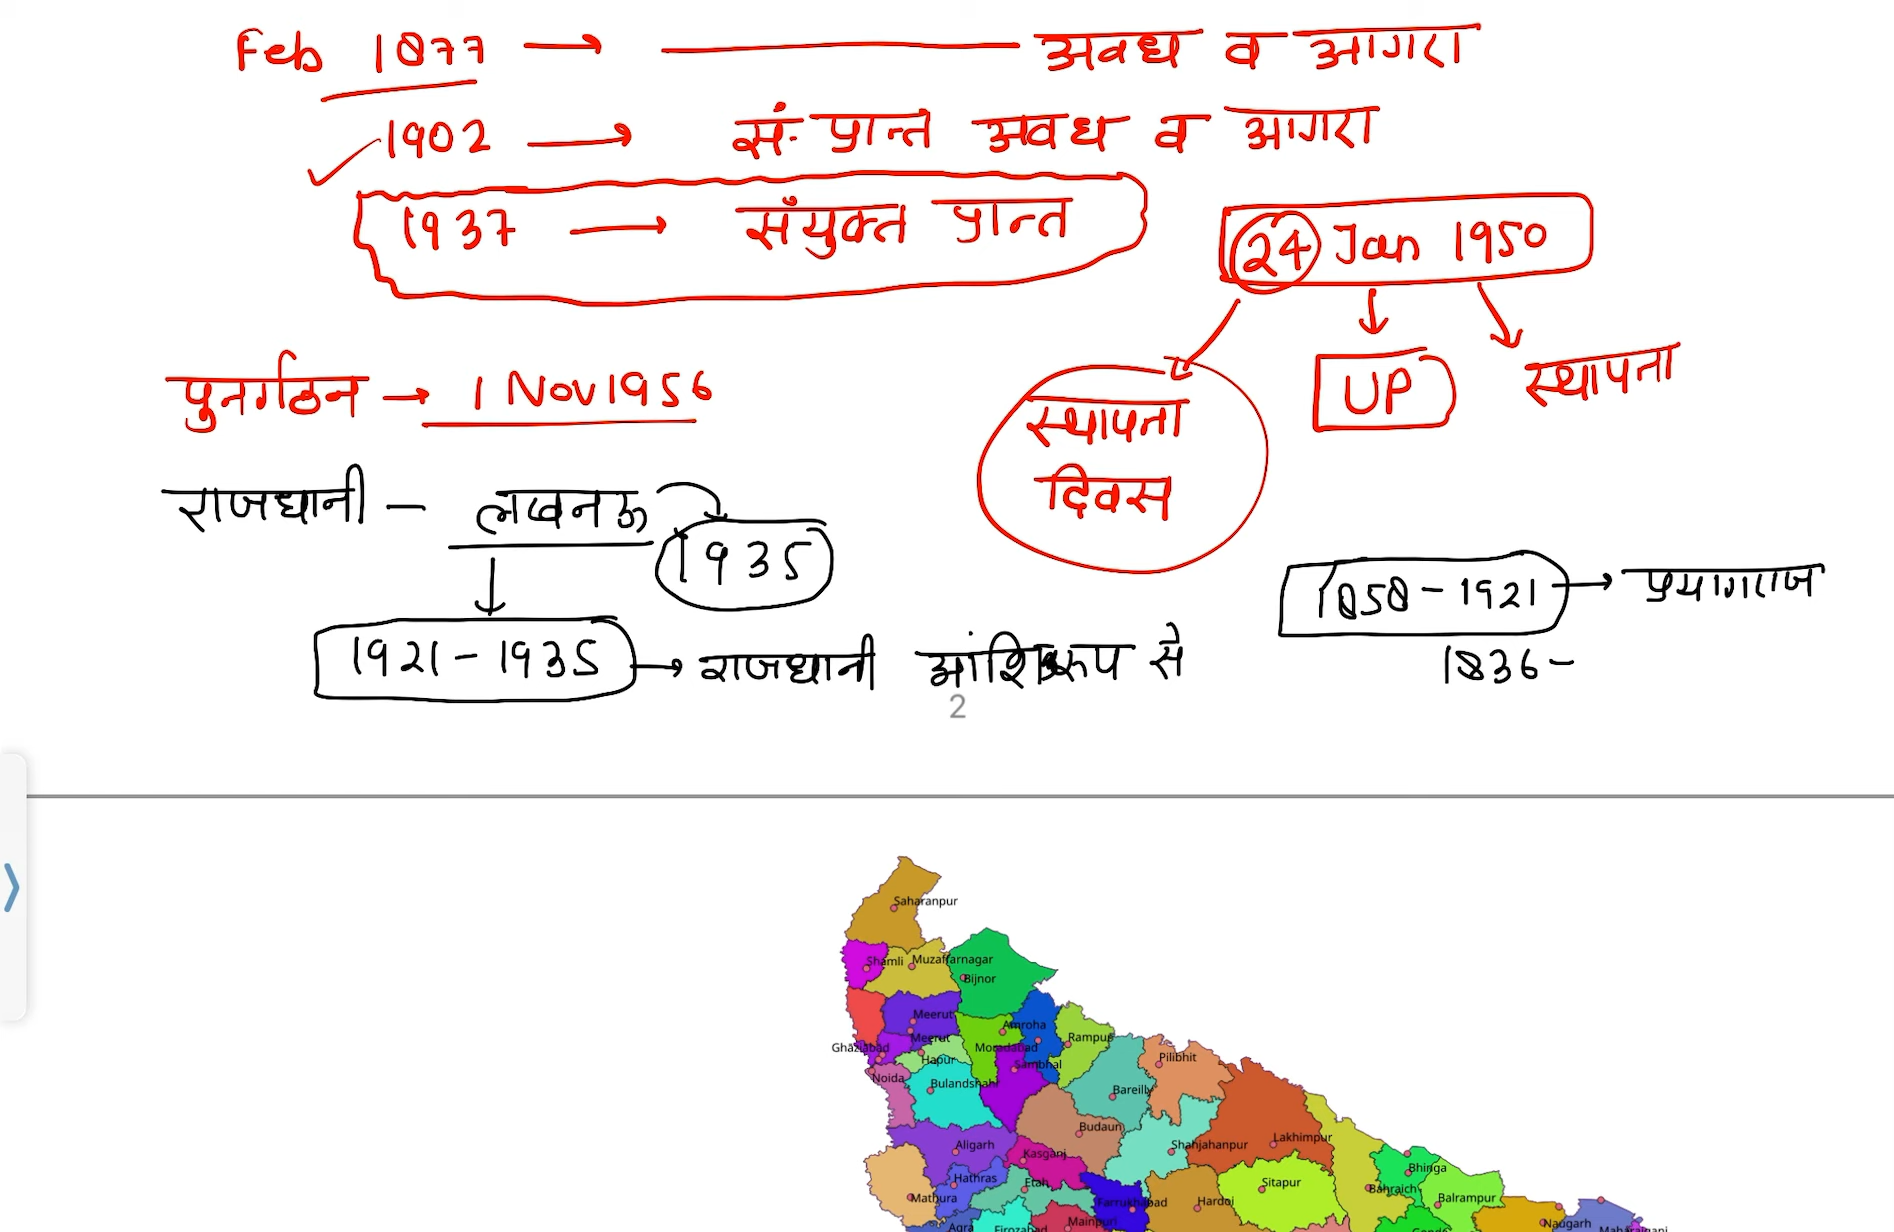 Feb 1877 → ——— अवध व आगरा
1902 → सं. प्रान्त अवध व आगरा
1937 → संयुक्त प्रान्त
24 Jan 1950
UP
स्थापना
स्थापना
दिवस
पुनर्गठन → 1 Nov 1956
राजधानी - लखनऊ
1935
1921-1935 → राजधानी आंशिक रूप से
1858-1921 → प्रयागराज
1836-
2
Saharanpur
Shamli
Muzaffarnagar
Bijnor
Meerut
Amroha
Rampur
Meerut
Ghaziabad
Hapur
Moradabad
Sambhal
Pilibhit
Noida
Bulandshahr
Bareilly
Budaun
Shahjahanpur
Lakhimpur
Aligarh
Kasganj
Bhinga
Hathras
Etah
Sitapur
Bahraich
Balrampur
Mathura
Farrukhabad
Hardoi
Agra
Firozabad
Mainpuri
Naugarh
Maharajganj